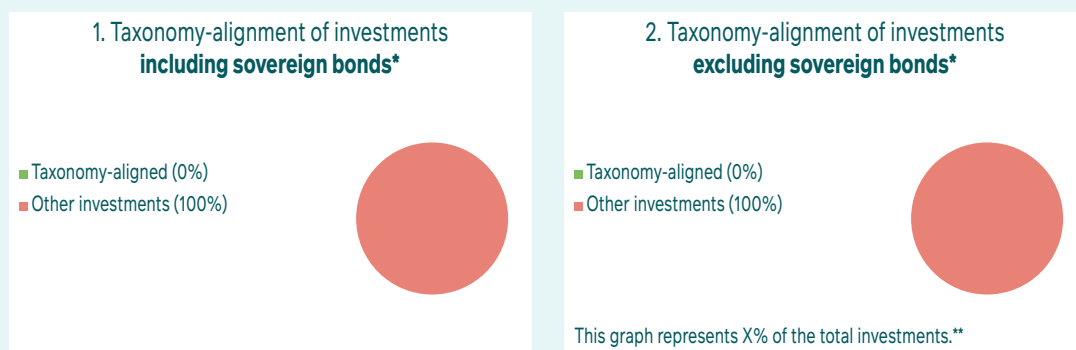 1. Taxonomy-alignment of investments
including sovereign bonds*
Taxonomy-aligned (0%)
Other investments (100%)
2. Taxonomy-alignment of investments
excluding sovereign bonds*
Taxonomy-aligned (0%)
Other investments (100%)
This graph represents X% of the total investments.**